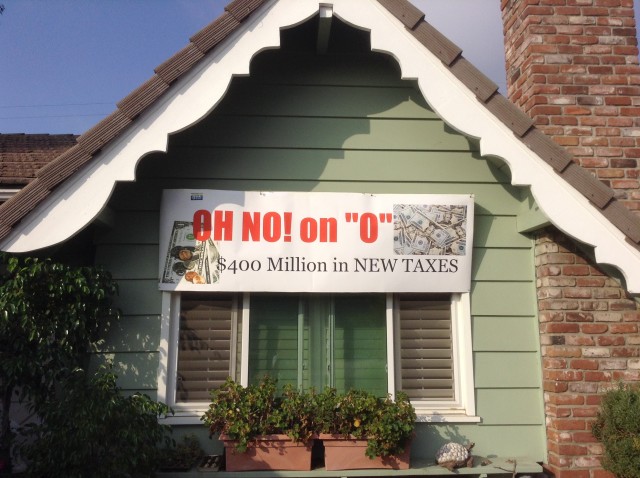 OH NO! on "O"
$400 Million in NEW TAXES